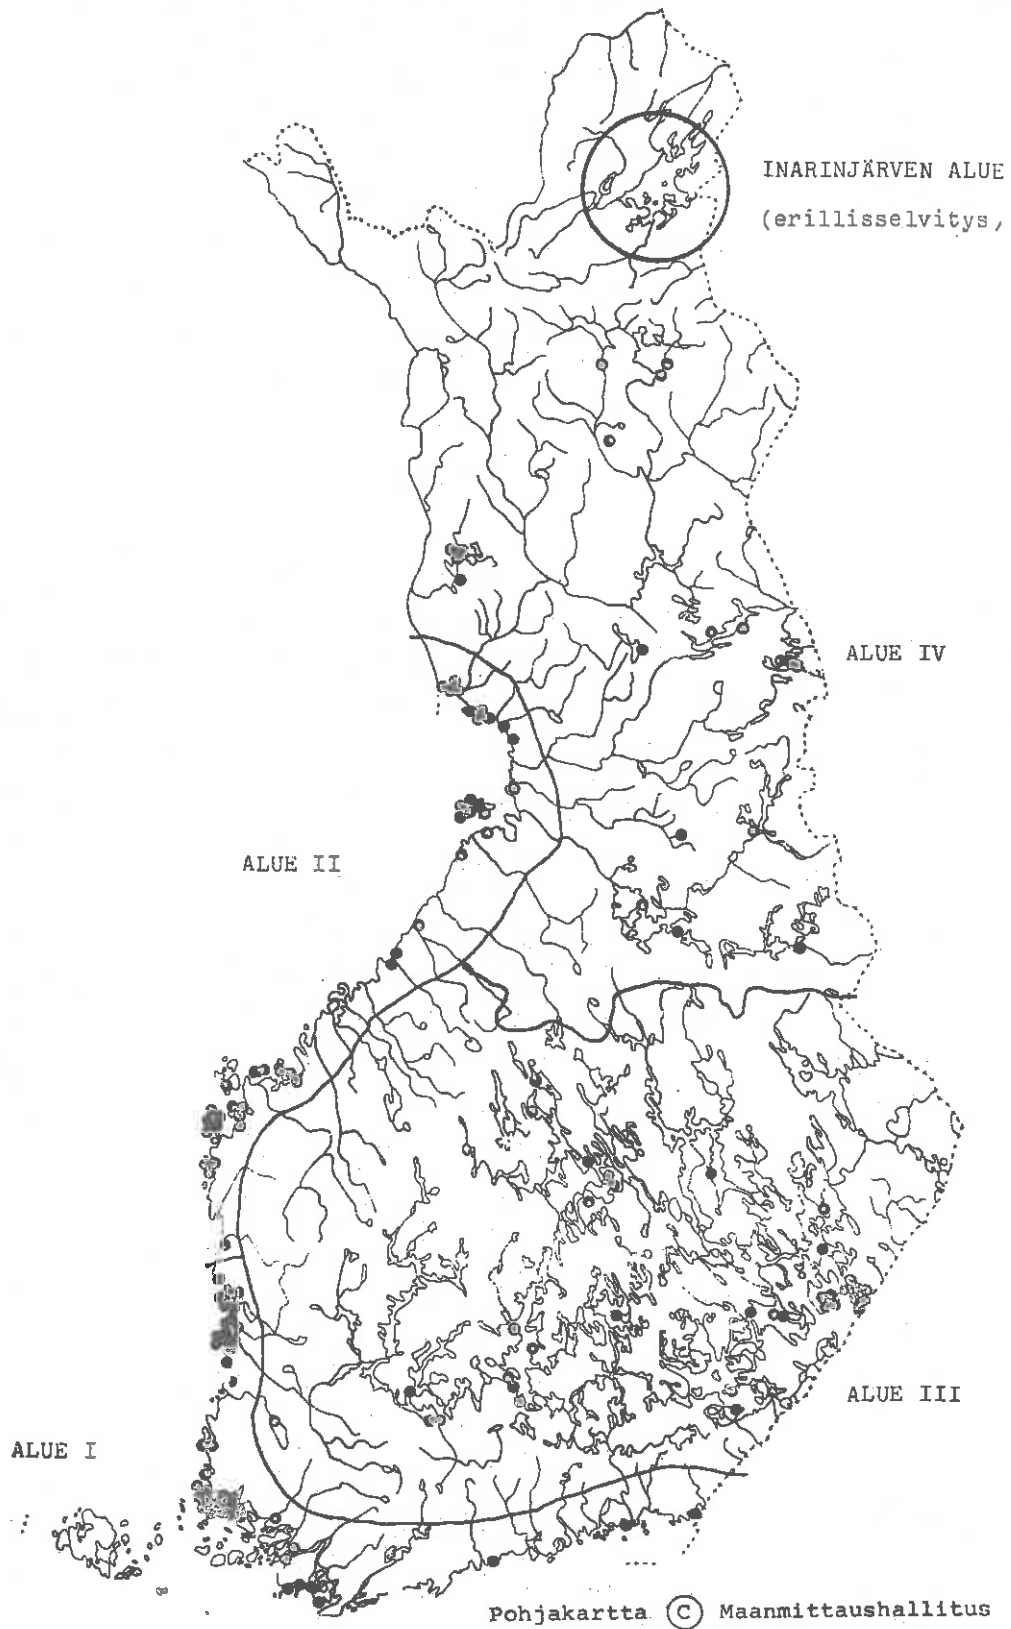 INARINJÄRVEN ALUE
(erillisselvitys,
ALUE IV
ALUE II
ALUE III
ALUE I
Pohjakartta © Maanmittaushallitus